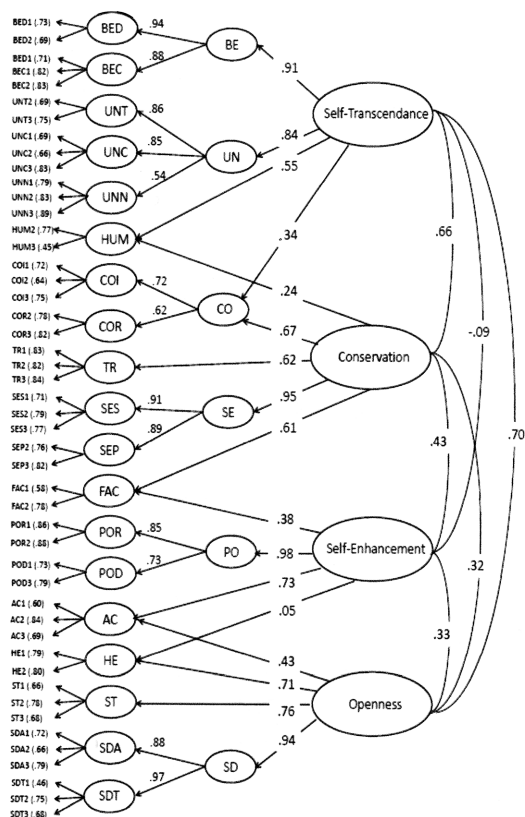 BED1 (.73)
BED2 (.69)
BED
.94
BE
.88
BED1 (.71)
BEC1 (.82)
BEC2 (.83)
BEC
.91
UNT2 (.69)
UNT3 (.75)
UNT
.86
Self-Transcendance
UNC1 (.69)
UNC2 (.66)
UNC3 (.83)
UNC
.85
UN
.84
.55
UNN1 (.79)
UNN2 (.83)
UNN3 (.89)
UNN
.54
HUM2 (.77)
HUM3 (.45)
HUM
.34
.66
COI1 (.72)
COI2 (.64)
COI3 (.75)
COI
.72
.24
COR2 (.78)
COR3 (.82)
COR
.62
CO
.67
-.09
TR1 (.83)
TR2 (.82)
TR3 (.84)
TR
.62
Conservation
SES1 (.71)
SES2 (.79)
SES3 (.77)
SES
.91
SE
.95
SEP2 (.76)
SEP3 (.82)
SEP
.89
.61
.43
.70
FAC1 (.58)
FAC2 (.78)
FAC
.38
POR1 (.86)
POR2 (.88)
POR
.85
PO
.98
Self-Enhancement
POD1 (.73)
POD3 (.79)
POD
.73
.73
.32
AC1 (.60)
AC2 (.84)
AC3 (.69)
AC
.05
.33
HE1 (.79)
HE2 (.80)
HE
.43
.71
ST1 (.66)
ST2 (.78)
ST3 (.68)
ST
.76
Openness
SDA1 (.72)
SDA2 (.66)
SDA3 (.79)
SDA
.88
SD
.94
SDT1 (.46)
SDT2 (.75)
SDT3 (.68)
SDT
.97